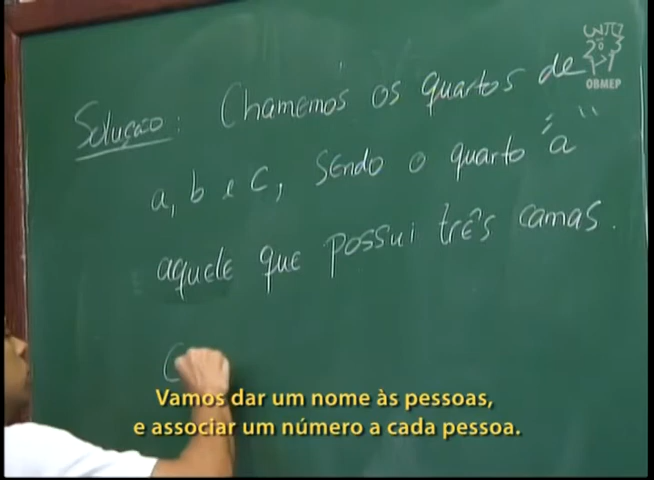 OBMEP
Solução: Chamemos os quartos de
a, b e c, sendo o quarto "a"
aquele que possui três camas.
C
Vamos dar um nome às pessoas,
e associar um número a cada pessoa.